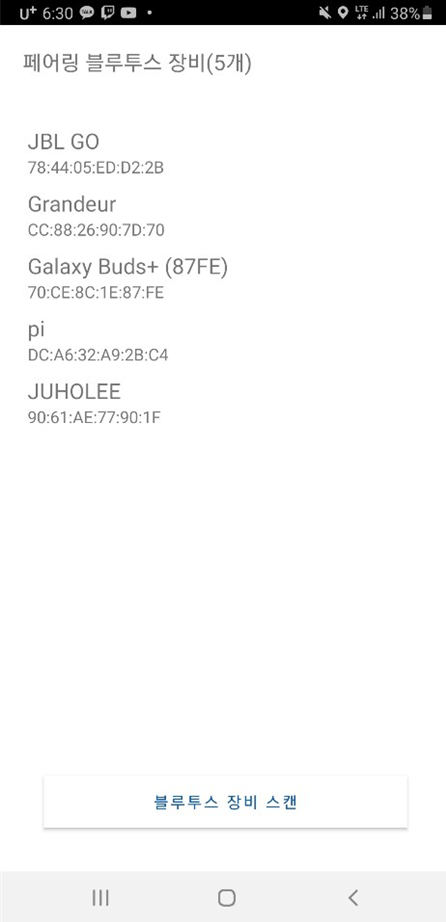 U+ 6:30 LTE 38%
페어링 블루투스 장비(5개)
JBL GO
78:44:05:ED:D2:2B
Grandeur
CC:88:26:90:7D:70
Galaxy Buds+ (87FE)
70:CE:8C:1E:87:FE
pi
DC:A6:32:A9:2B:C4
JUHOLEE
90:61:AE:77:90:1F
블루투스 장비 스캔